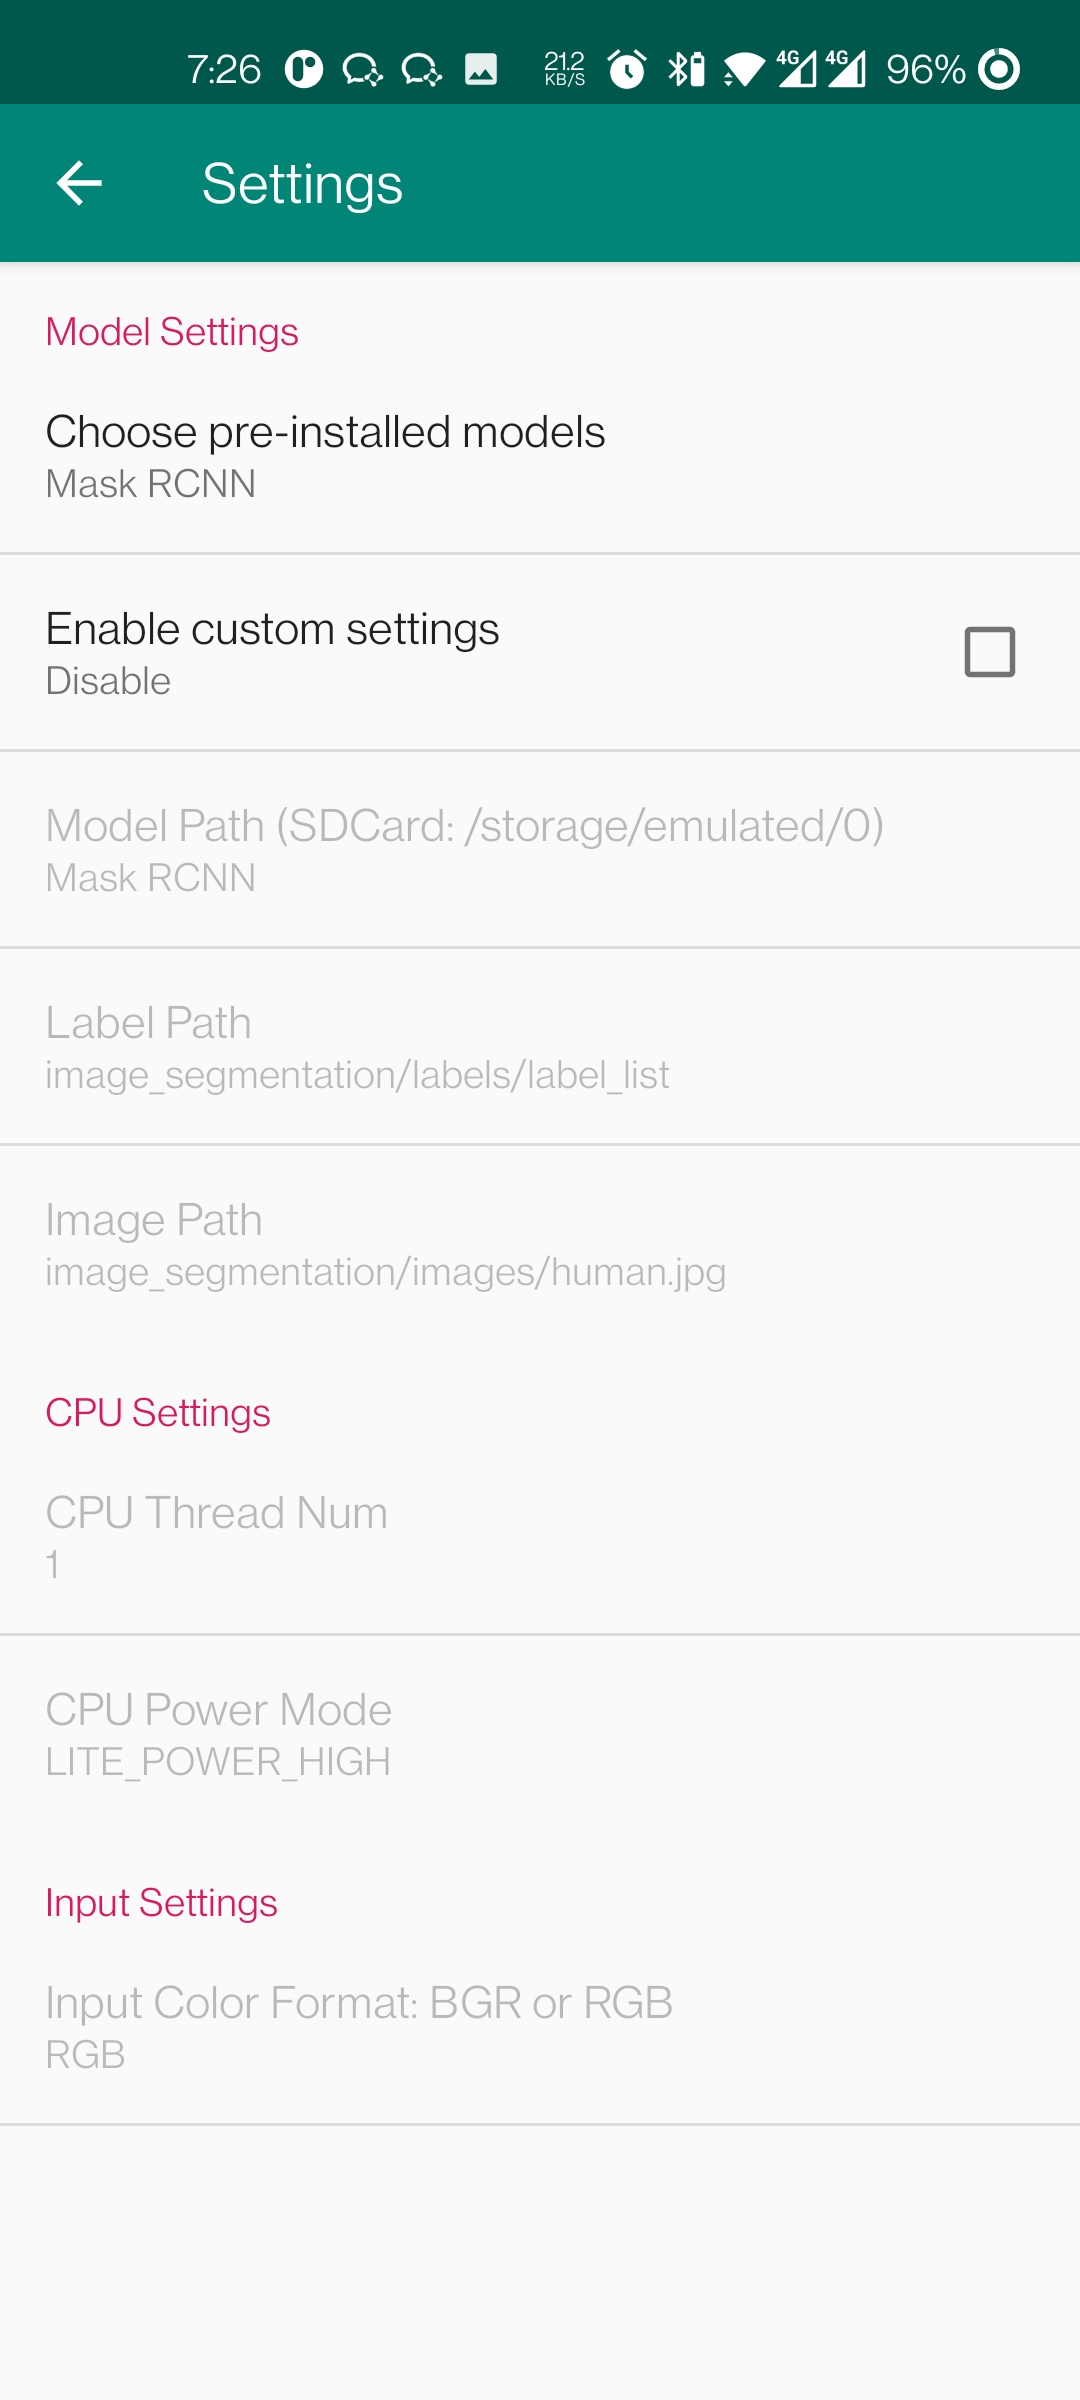 7:26 21.2 KB/S 4G 4G 96%
Settings
Model Settings
Choose pre-installed models
Mask RCNN
Enable custom settings
Disable
Model Path (SDCard: /storage/emulated/0)
Mask RCNN
Label Path
image_segmentation/labels/label_list
Image Path
image_segmentation/images/human.jpg
CPU Settings
CPU Thread Num
1
CPU Power Mode
LITE_POWER_HIGH
Input Settings
Input Color Format: BGR or RGB
RGB